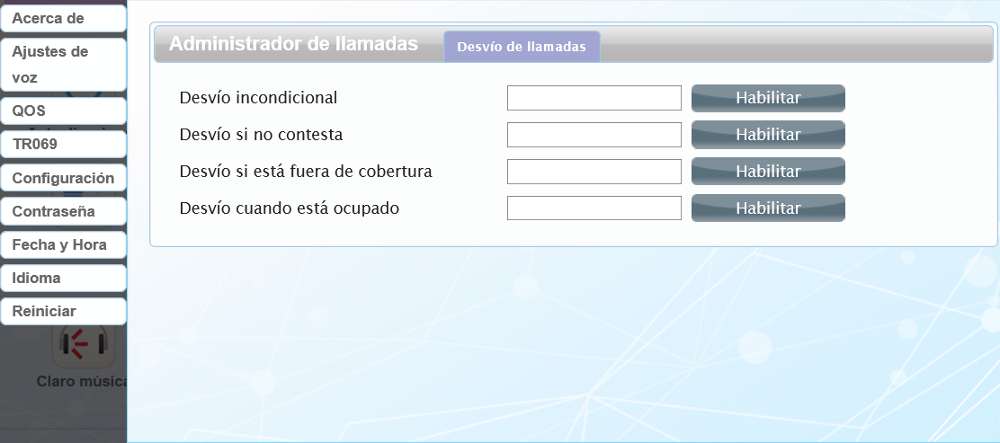 Acerca de
Ajustes de
voz
QOS
TR069
Configuración
Contraseña
Fecha y Hora
Idioma
Reiniciar
Claro música
Administrador de llamadas
Desvío de llamadas
Desvío incondicional Habilitar
Desvío si no contesta Habilitar
Desvío si está fuera de cobertura Habilitar
Desvío cuando está ocupado Habilitar